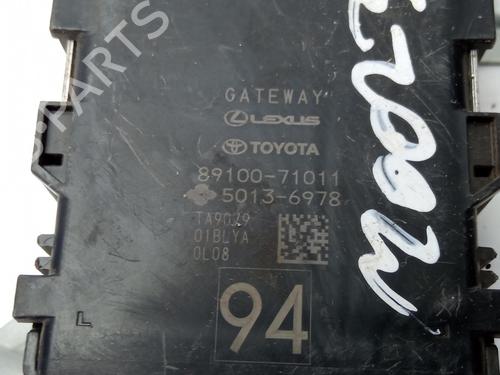 GATEWAY
LEXUS
TOYOTA
89100-71011
5013-6978
TA9029
01BLYA
0L08
94
L